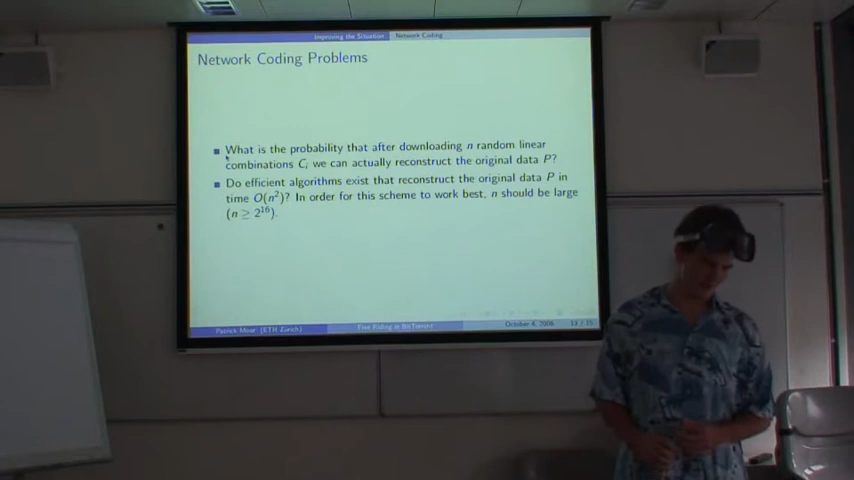 Improving the Situation Network Coding
Network Coding Problems
What is the probability that after downloading n random linear
combinations Cᵢ we can actually reconstruct the original data P?
Do efficient algorithms exist that reconstruct the original data P in
time O(n²)? In order for this scheme to work best, n should be large
(n ≥ 2¹⁶).
Patrick Moor (ETH Zürich) Free Riding in BitTorrent October 4, 2006 13 / 15